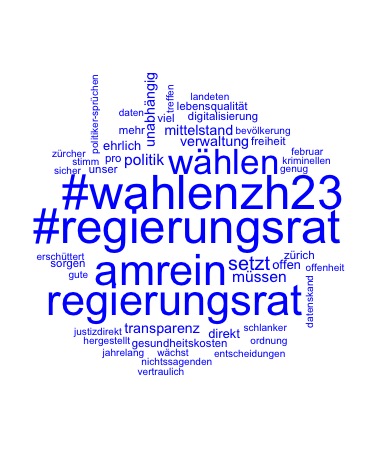 landeten
politiker-sprüchen
unabhängig
treffen
lebensqualität
daten
viel
digitalisierung
mehr
mittelstand
bevölkerung
ehrlich
verwaltung
freiheit
zürcher
stimm
pro
politik
wählen
februar
kriminellen
sicher
unser
genug
#wahlenzh23
#regierungsrat
erschüttert
sorgen
gute
amrein
setzt
offen
zürich
offenheit
müssen
regierungsrat
datenskand
justizdirekt
transparenz
direkt
schlanker
hergestellt
gesundheitskosten
ordnung
jahrelang
wächst
entscheidungen
nichtssagenden
vertraulich